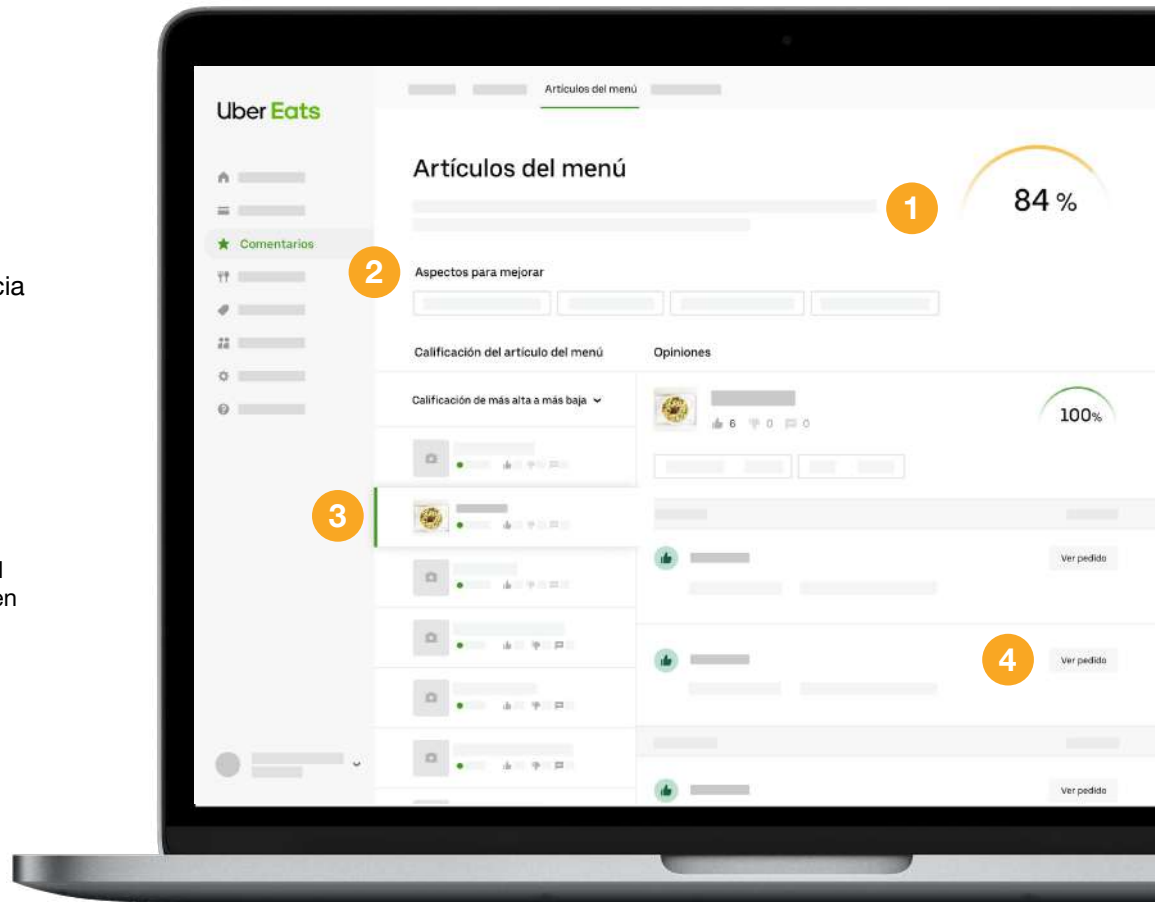 cia
en
Uber Eats
Comentarios
Artículos del menú
Artículos del menú
1
84 %
2
Aspectos para mejorar
Calificación del artículo del menú
Opiniones
Calificación de más alta a más baja
6 0 0
100%
3
Ver pedido
4
Ver pedido
Ver pedido